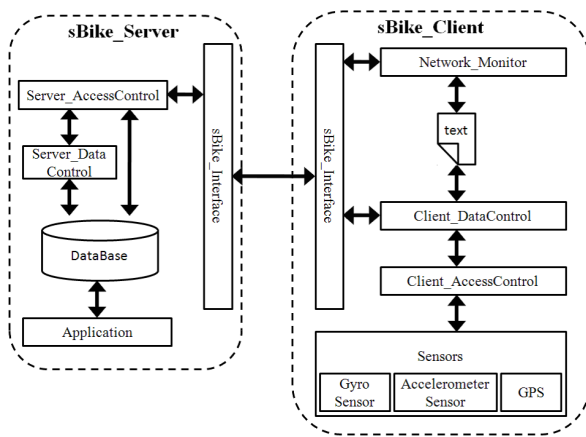 sBike_Server
Server_AccessControl
Server_Data
Control
DataBase
Application
sBike_Interface
sBike_Client
sBike_Interface
Network_Monitor
text
Client_DataControl
Client_AccessControl
Sensors
Gyro
Sensor
Accelerometer
Sensor
GPS